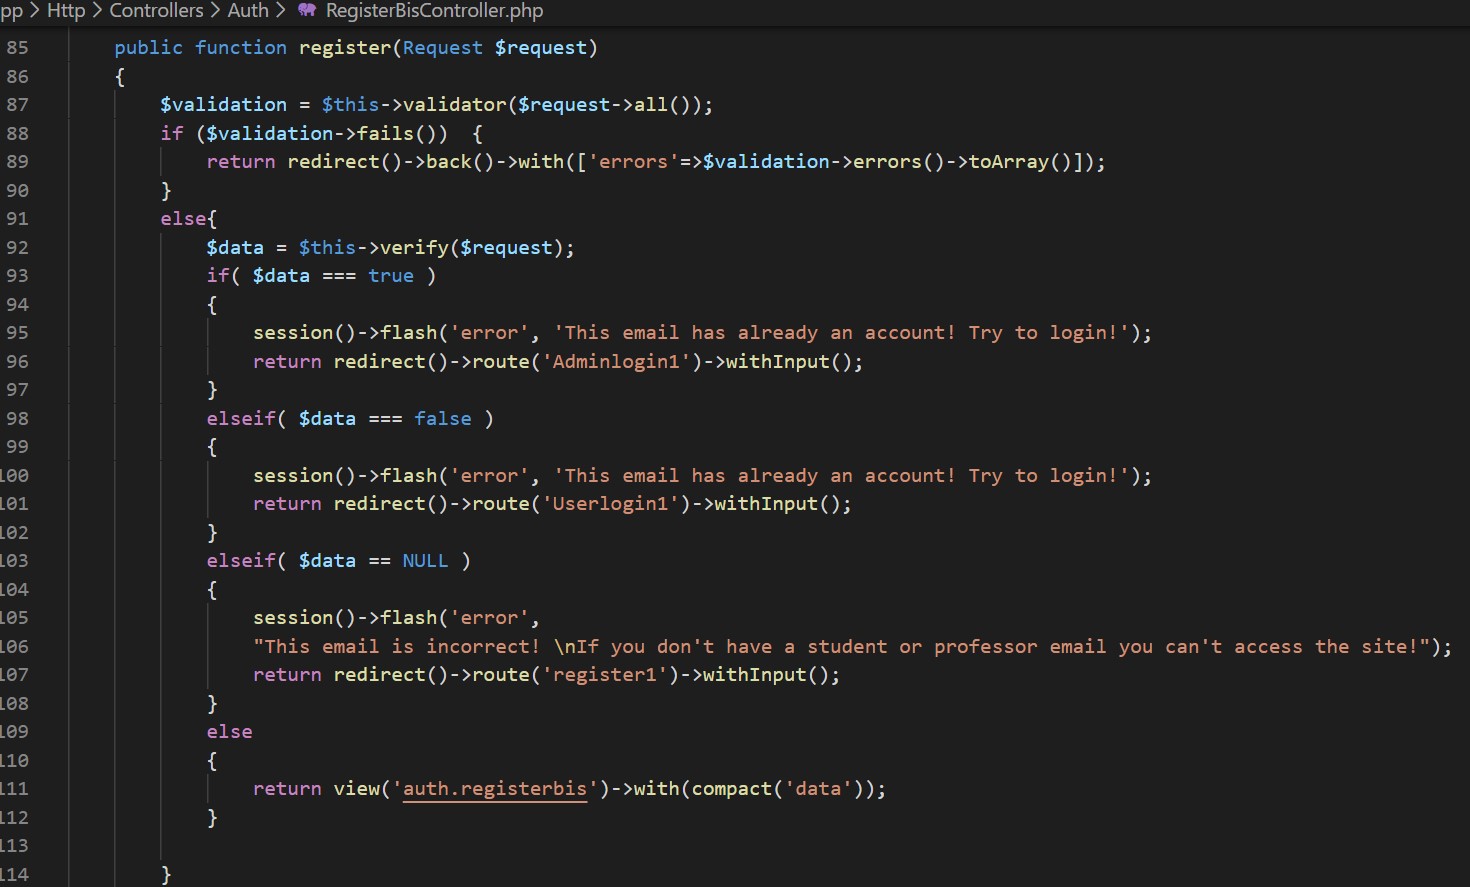 pp > Http > Controllers > Auth > RegisterBisController.php
85 public function register(Request $request)
86 {
87 $validation = $this->validator($request->all());
88 if ($validation->fails())  {
89 return redirect()->back()->with(['errors'=>$validation->errors()->toArray()]);
90 }
91 else{
92 $data = $this->verify($request);
93 if( $data === true )
94 {
95 session()->flash('error', 'This email has already an account! Try to login!');
96 return redirect()->route('Adminlogin1')->withInput();
97 }
98 elseif( $data === false )
99 {
100 session()->flash('error', 'This email has already an account! Try to login!');
101 return redirect()->route('Userlogin1')->withInput();
102 }
103 elseif( $data == NULL )
104 {
105 session()->flash('error',
106 "This email is incorrect! \nIf you don't have a student or professor email you can't access the site!");
107 return redirect()->route('register1')->withInput();
108 }
109 else
110 {
111 return view('auth.registerbis')->with(compact('data'));
112 }
113
114 }